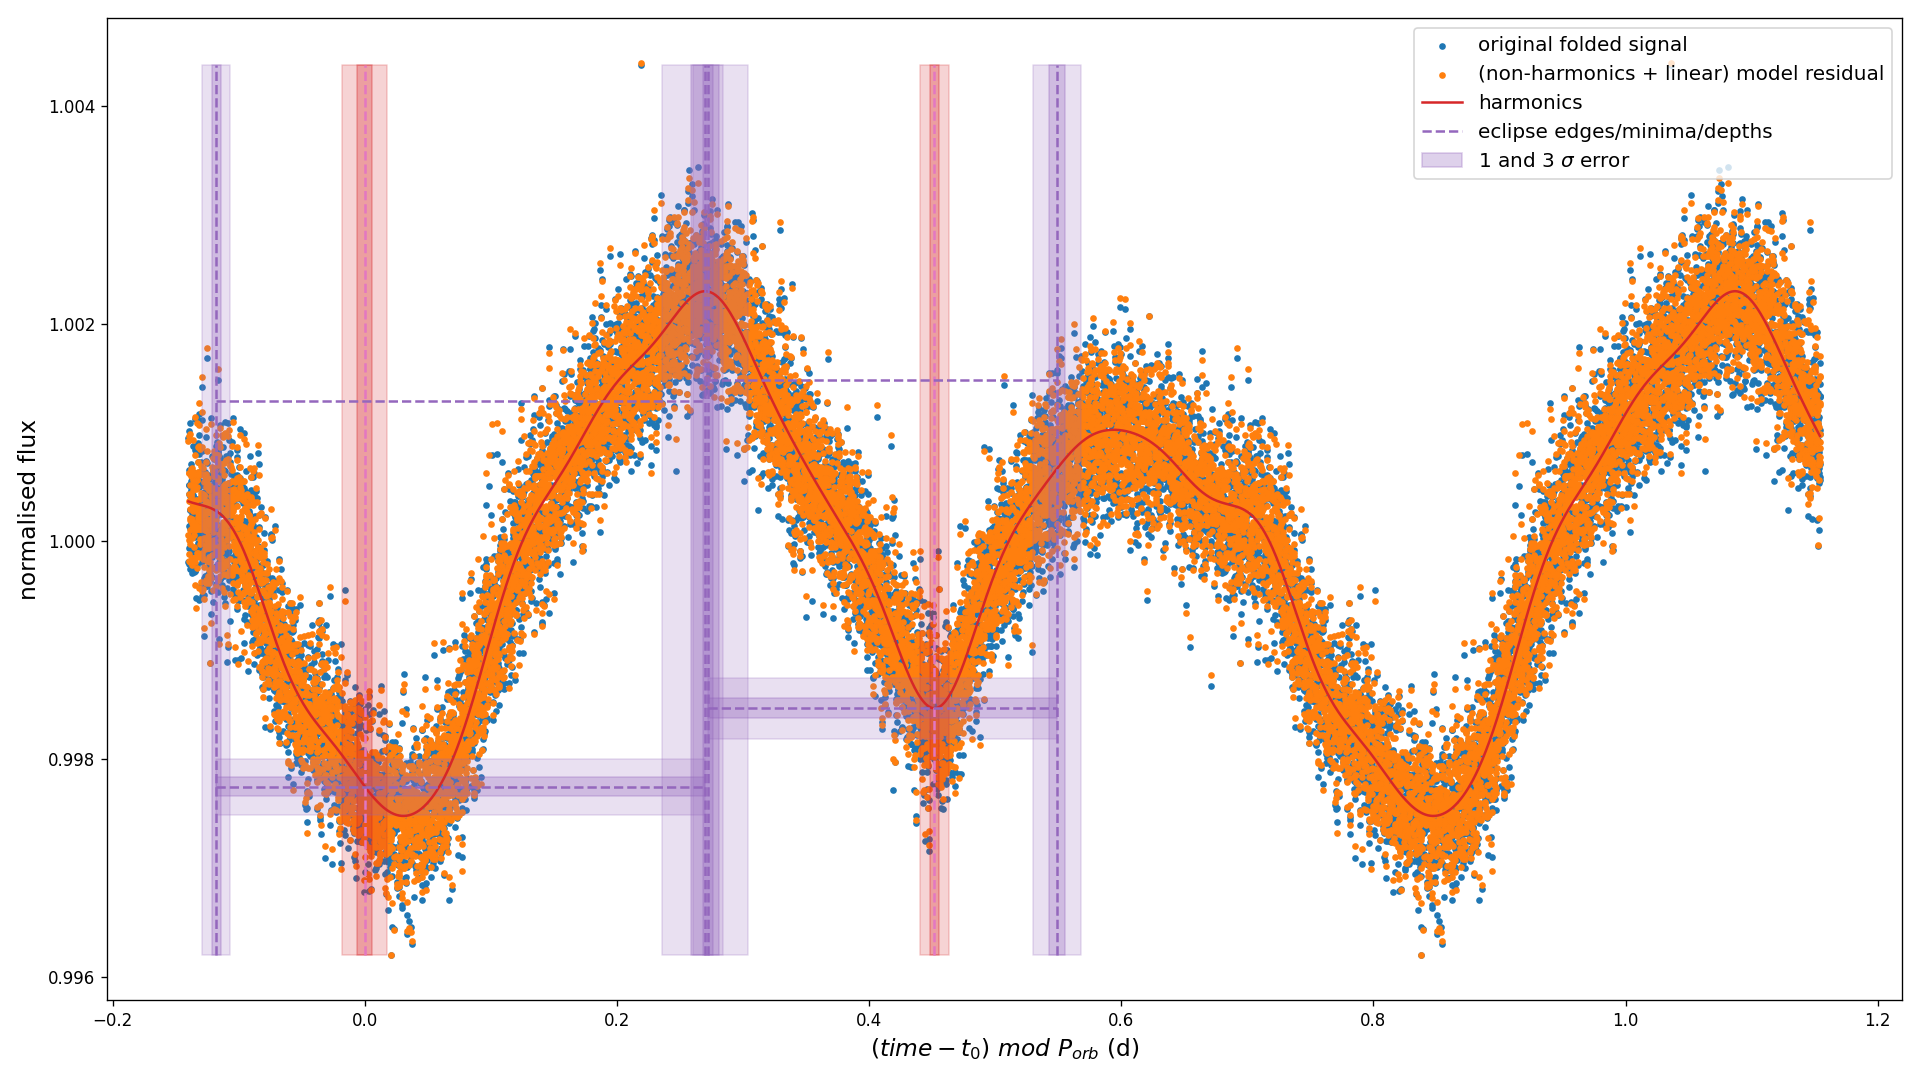 original folded signal
(non-harmonics + linear) model residual
harmonics
eclipse edges/minima/depths
1 and 3 σ error
normalised flux
1.004
1.002
1.000
0.998
0.996
−0.2 0.0 0.2 0.4 0.6 0.8 1.0 1.2
(time − t₀) mod Pₒᵣb (d)